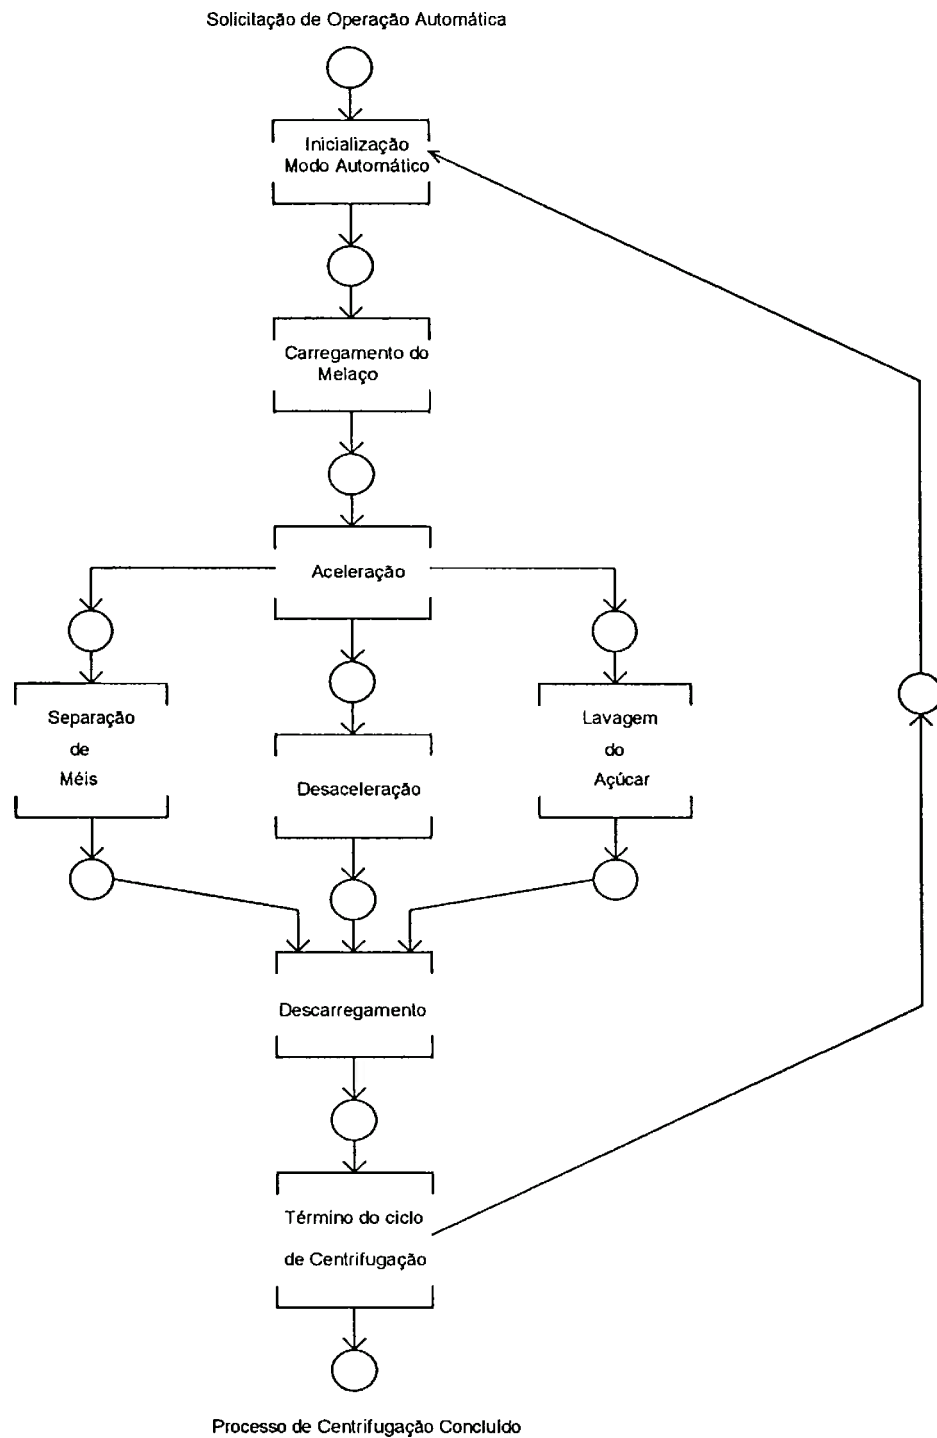 Solicitação de Operação Automática
Inicialização
Modo Automático
Carregamento do
Melaço
Aceleração
Separação
de
Méis
Desaceleração
Lavagem
do
Açúcar
Descarregamento
Término do ciclo
de Centrifugação
Processo de Centrifugação Concluído